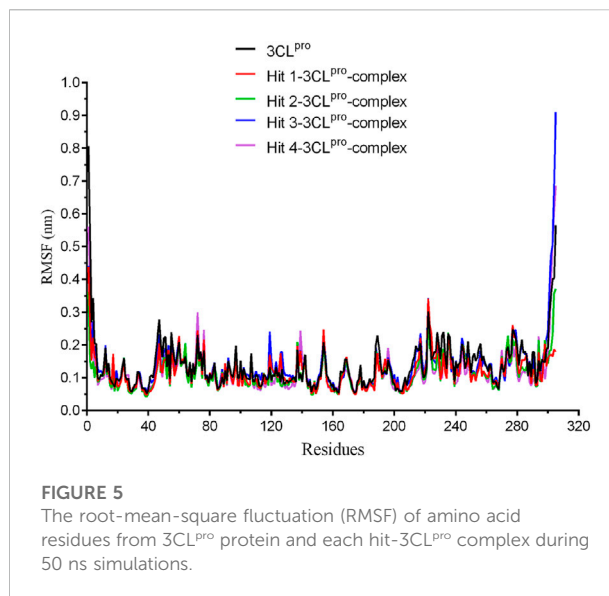 3CLpro
Hit 1-3CLpro-complex
Hit 2-3CLpro-complex
Hit 3-3CLpro-complex
Hit 4-3CLpro-complex
1.0
0.9
0.8
0.7
0.6
0.5
0.4
0.3
0.2
0.1
0.0
RMSF (nm)
0 40 80 120 160 200 240 280 320
Residues
FIGURE 5
The root-mean-square fluctuation (RMSF) of amino acid
residues from 3CLpro protein and each hit-3CLpro complex during
50 ns simulations.